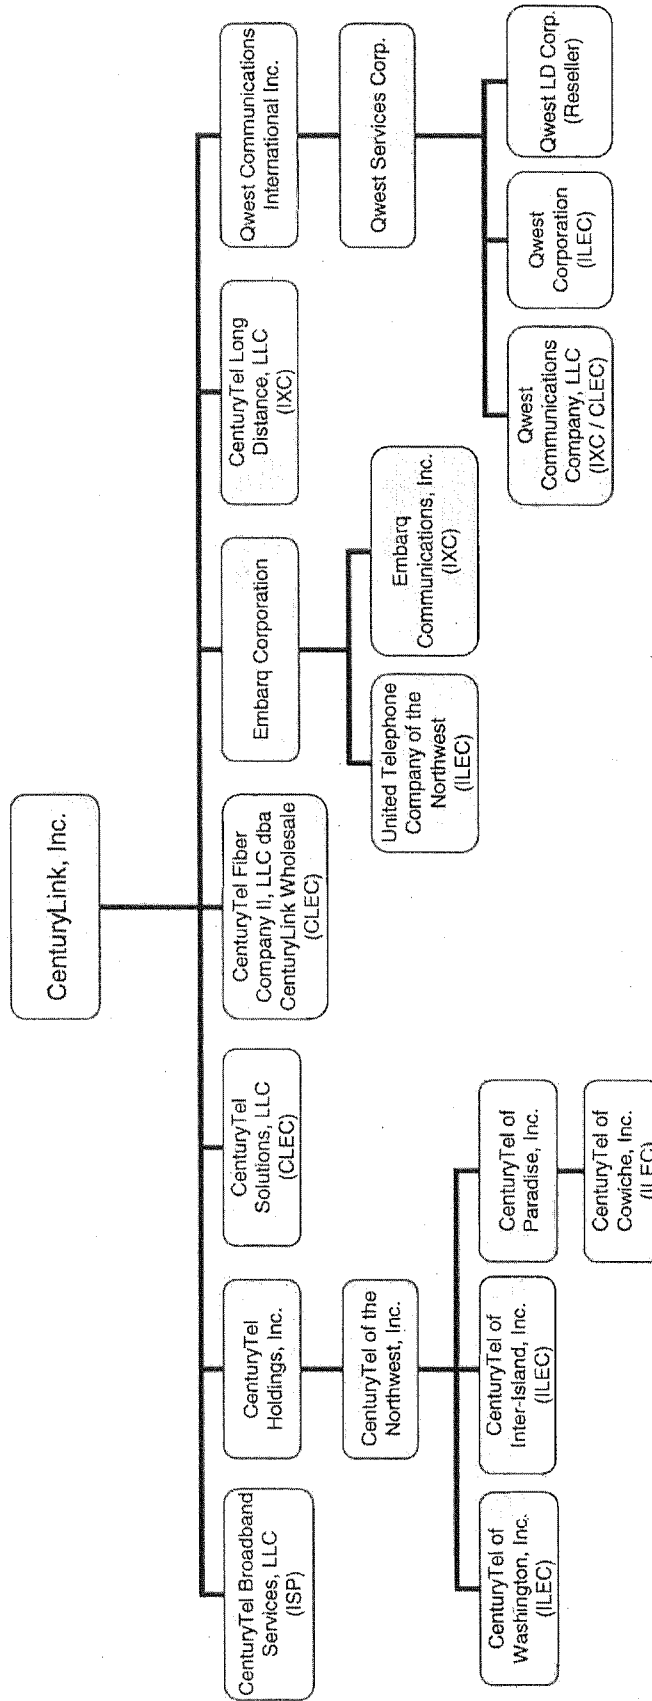 CenturyLink, Inc.
CenturyTel Broadband
Services, LLC
(ISP)
CenturyTel
Holdings, Inc.
CenturyTel
Solutions, LLC
(CLEC)
CenturyTel Fiber
Company II, LLC dba
CenturyLink Wholesale
(CLEC)
Embarq Corporation
CenturyTel Long
Distance, LLC
(IXC)
Qwest Communications
International Inc.
CenturyTel of the
Northwest, Inc.
Qwest Services Corp.
United Telephone
Company of the
Northwest
(ILEC)
Embarq
Communications, Inc.
(IXC)
CenturyTel of
Washington, Inc.
(ILEC)
CenturyTel of
Inter-Island, Inc.
(ILEC)
CenturyTel of
Paradise, Inc.
Qwest
Communications
Company, LLC
(IXC / CLEC)
Qwest
Corporation
(ILEC)
Qwest LD Corp.
(Reseller)
CenturyTel of
Cowiche, Inc.
(ILEC)